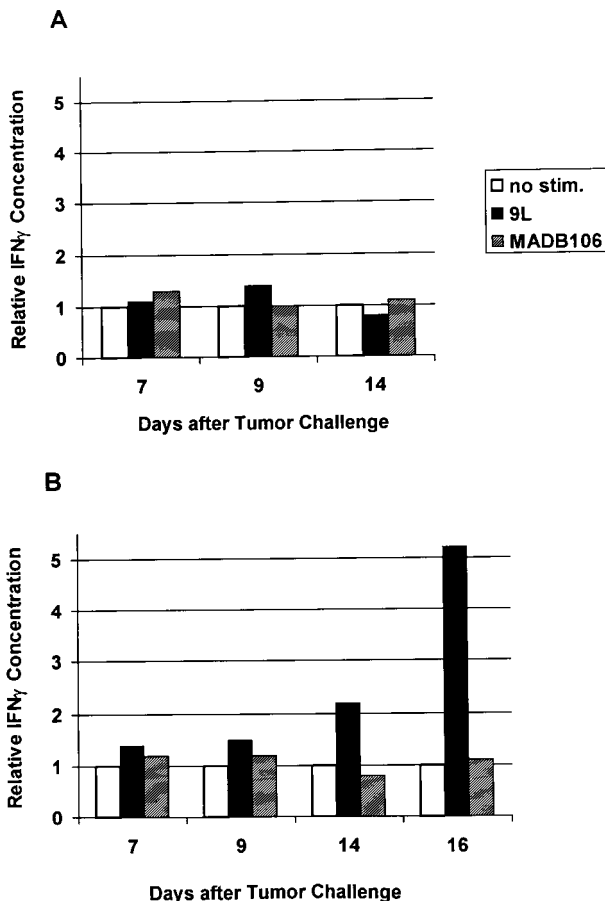 A
Relative IFNγ Concentration
5
4
3
2
1
0
7 9 14
Days after Tumor Challenge
no stim.
9L
MADB106
B
Relative IFNγ Concentration
5
4
3
2
1
0
7 9 14 16
Days after Tumor Challenge